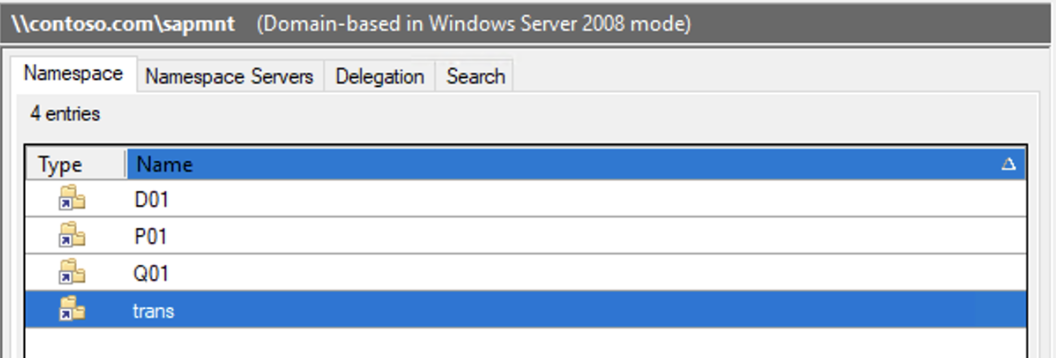 \\contoso.com\sapmnt (Domain-based in Windows Server 2008 mode)
Namespace Namespace Servers Delegation Search
4 entries
Type Name
D01
P01
Q01
trans